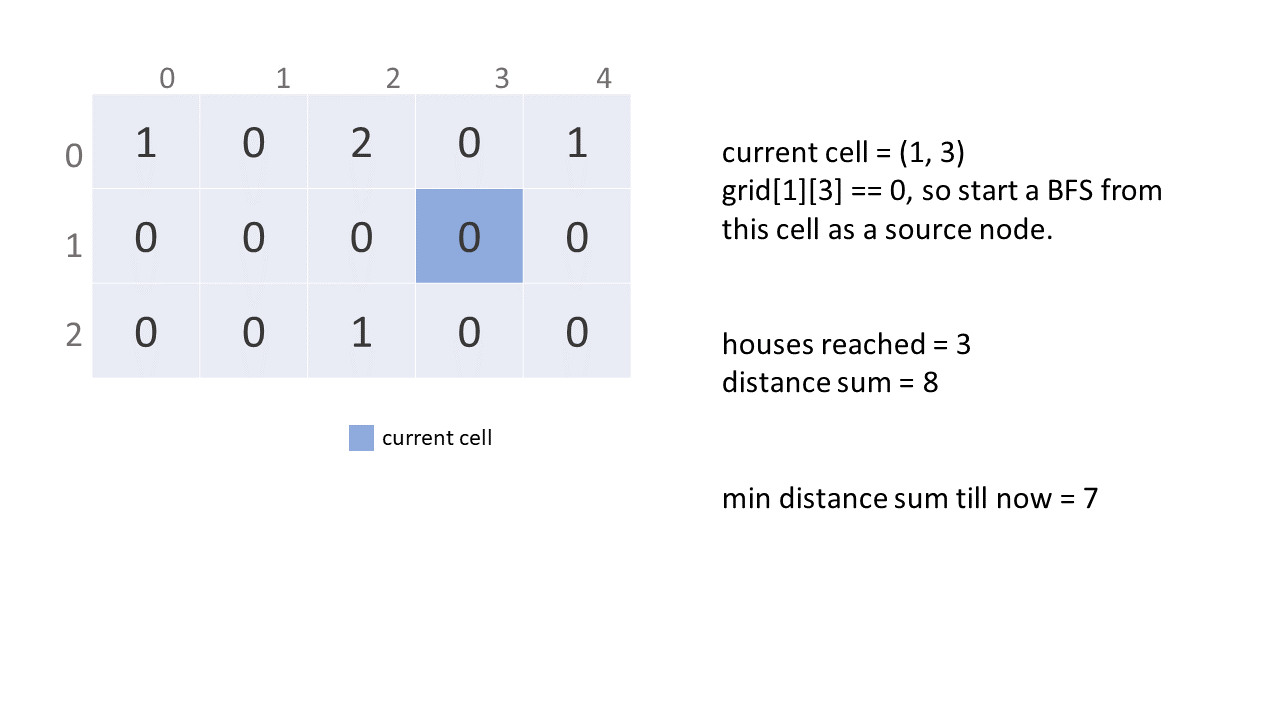 0 1 2 3 4
0 1 0 2 0 1
1 0 0 0 0 0
2 0 0 1 0 0
current cell
current cell = (1, 3)
grid[1][3] == 0, so start a BFS from
this cell as a source node.
houses reached = 3
distance sum = 8
min distance sum till now = 7